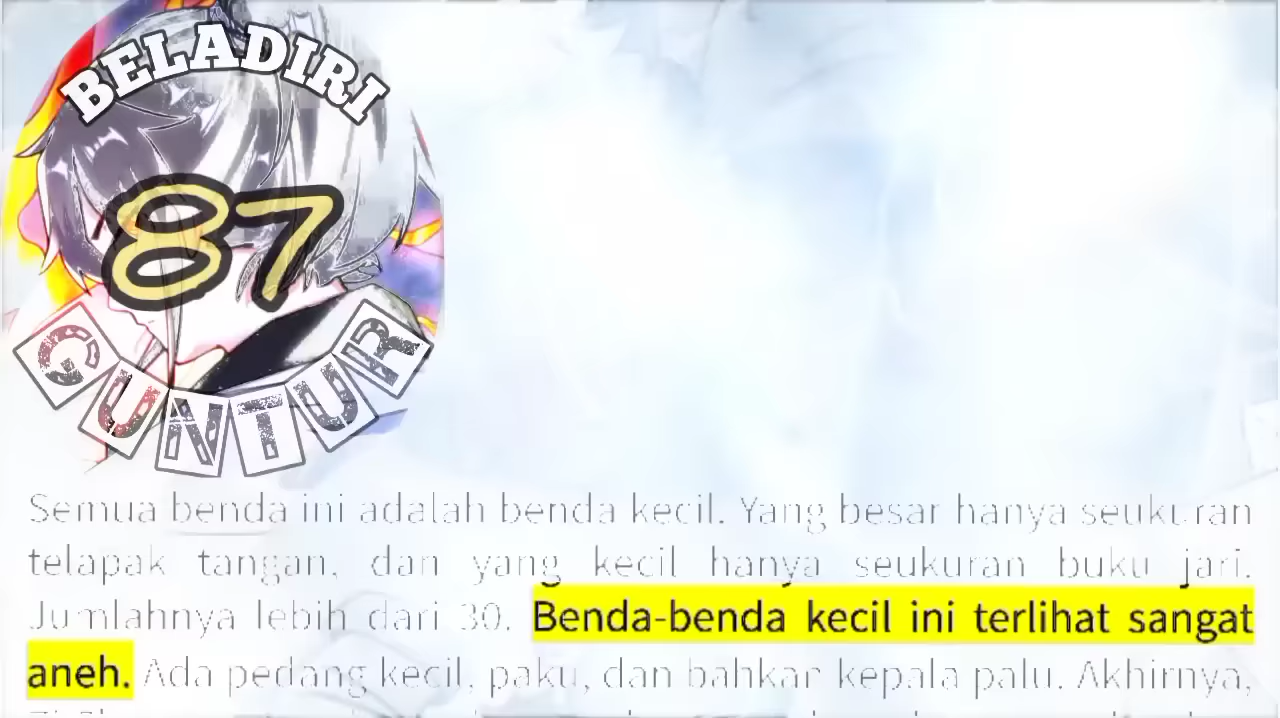 BELADIRI
87
GUNTUR
Semua benda ini adalah benda kecil. Yang besar hanya seukuran
telapak tangan, dan yang kecil hanya seukuran buku jari.
Jumlahnya lebih dari 30. Benda-benda kecil ini terlihat sangat
aneh. Ada pedang kecil, paku, dan bahkan kepala palu. Akhirnya,